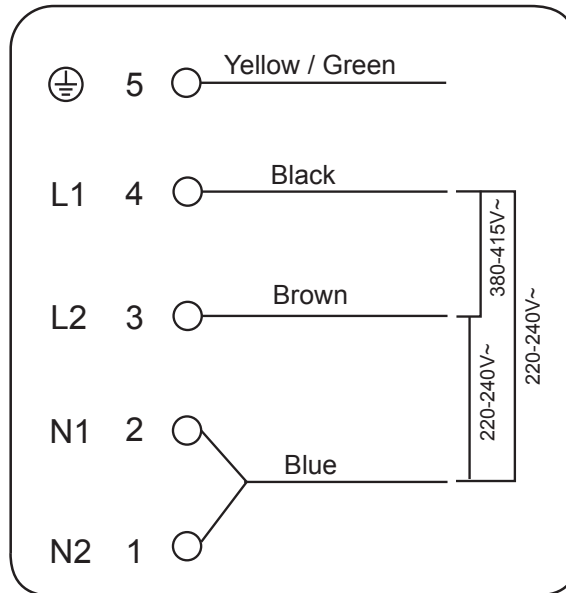 5 Yellow / Green
L1 4 Black
L2 3 Brown
N1 2
Blue
N2 1
380-415V~
220-240V~
220-240V~